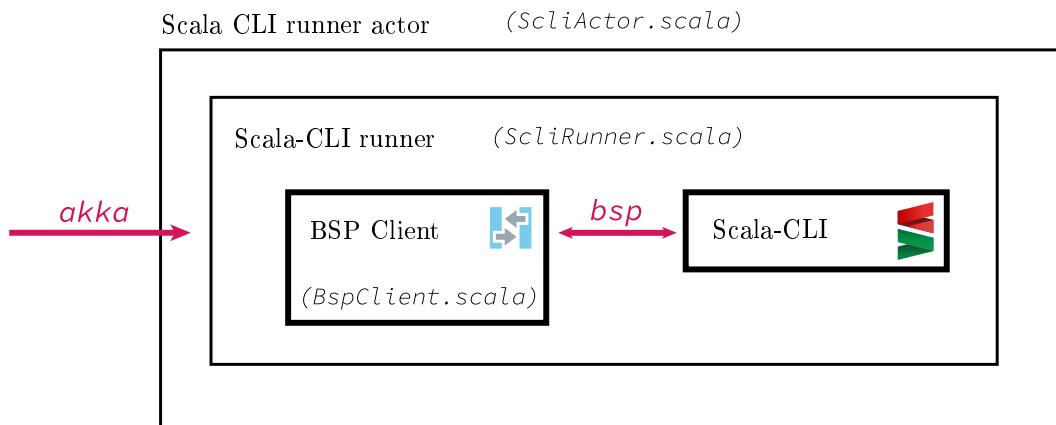 Scala CLI runner actor (ScliActor.scala)
Scala-CLI runner (ScliRunner.scala)
akka
BSP Client
bsp
Scala-CLI
(BspClient.scala)